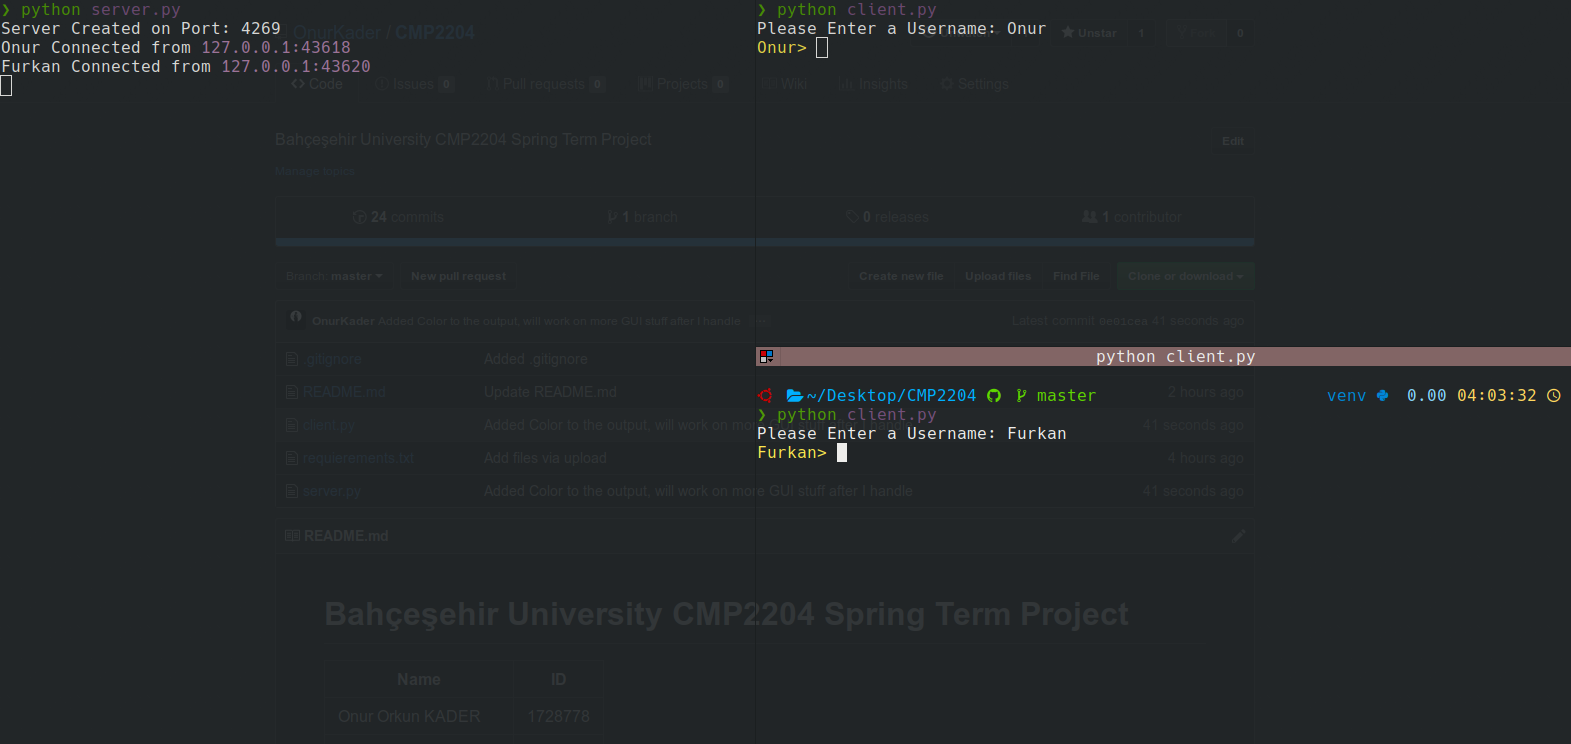 ❯ python server.py
Server Created on Port: 4269
Onur Connected from 127.0.0.1:43618
Furkan Connected from 127.0.0.1:43620
❯ python client.py
Please Enter a Username: Onur
Onur>
python client.py
~/Desktop/CMP2204 master venv 0.00 04:03:32
❯ python client.py
Please Enter a Username: Furkan
Furkan>
OnurKader / CMP2204
Unstar 1 0
Code Issues 0 Pull requests 0 Projects 0 Wiki Insights Settings
Bahçeşehir University CMP2204 Spring Term Project Edit
Manage topics
24 commits 1 branch 0 releases 1 contributor
Branch: master New pull request Create new file Upload files Find File Clone or download
OnurKader Added Color to the output, will work on more GUI stuff after I handle Latest commit 41 seconds ago
.gitignore Added .gitignore
README.md Update README.md 2 hours ago
client.py Added Color to the output, will work on more GUI stuff after I handle 41 seconds ago
requierements.txt Add files via upload 4 hours ago
server.py Added Color to the output, will work on more GUI stuff after I handle 41 seconds ago
README.md
Bahçeşehir University CMP2204 Spring Term Project
Name ID
Onur Orkun KADER 1728778